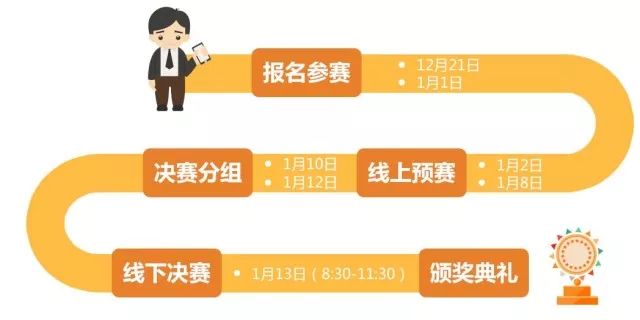 报名参赛
12月21日
1月1日
线上预赛
1月2日
1月8日
决赛分组
1月10日
1月12日
线下决赛
1月13日（8:30-11:30）
颁奖典礼